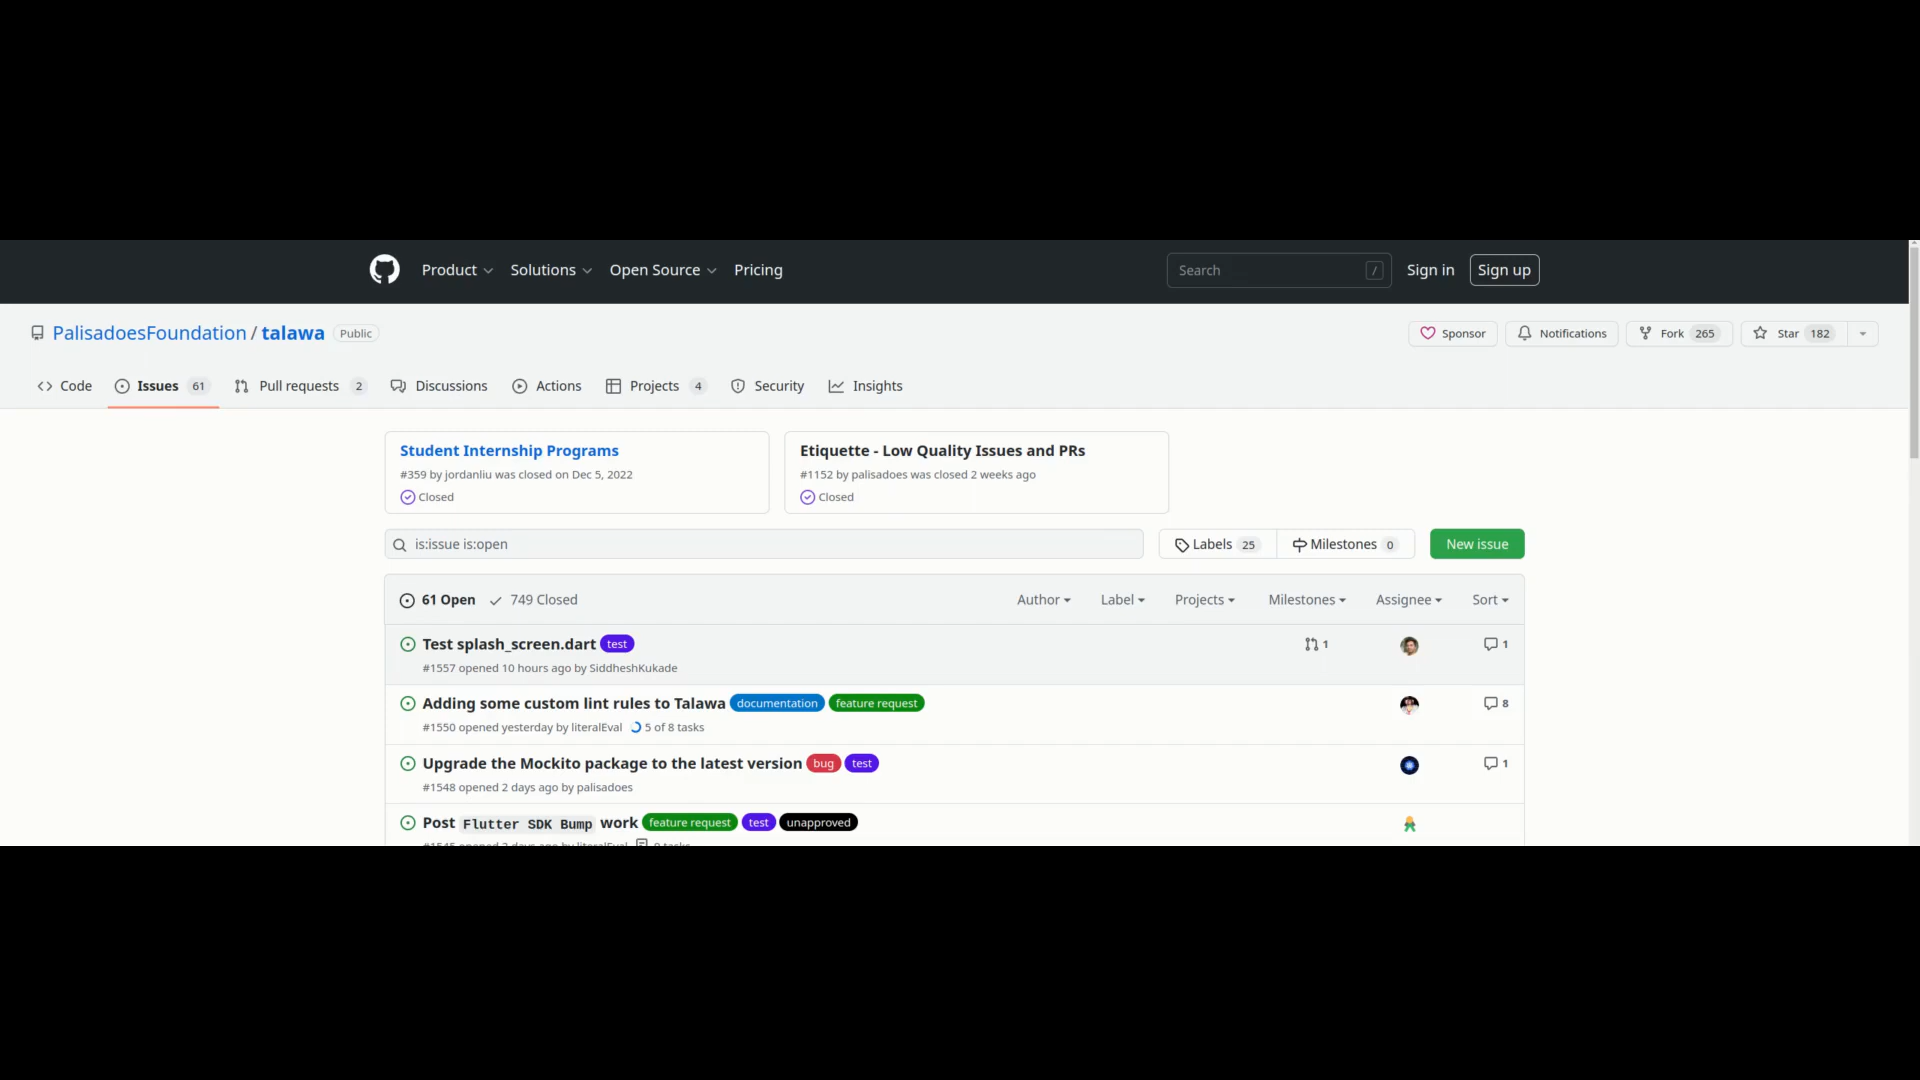 Product Solutions Open Source Pricing Search / Sign in Sign up
PalisadoesFoundation / talawa Public Sponsor Notifications Fork 265 Star 182
Code Issues 61 Pull requests 2 Discussions Actions Projects 4 Security Insights
Student Internship Programs
#359 by jordanliu was closed on Dec 5, 2022
Closed
Etiquette - Low Quality Issues and PRs
#1152 by palisadoes was closed 2 weeks ago
Closed
is:issue is:open Labels 25 Milestones 0 New issue
61 Open 749 Closed Author Label Projects Milestones Assignee Sort
Test splash_screen.dart test 1 1
#1557 opened 10 hours ago by SiddheshKukade
Adding some custom lint rules to Talawa documentation feature request 8
#1550 opened yesterday by literalEval 5 of 8 tasks
Upgrade the Mockito package to the latest version bug test 1
#1548 opened 2 days ago by palisadoes
Post Flutter SDK Bump work feature request test unapproved